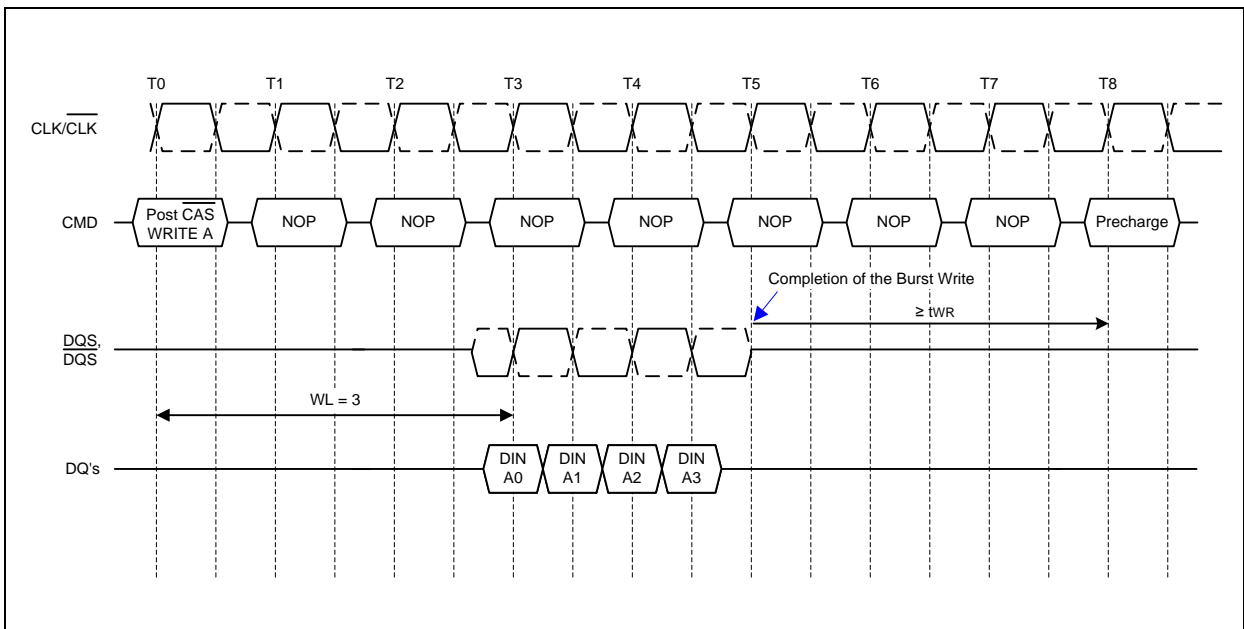 T0 T1 T2 T3 T4 T5 T6 T7 T8
CLK/CLK
CMD
Post CAS
WRITE A
NOP NOP NOP NOP NOP NOP NOP Precharge
Completion of the Burst Write
≥ tWR
DQS,
DQS
WL = 3
DQ's
DIN DIN DIN DIN
A0 A1 A2 A3